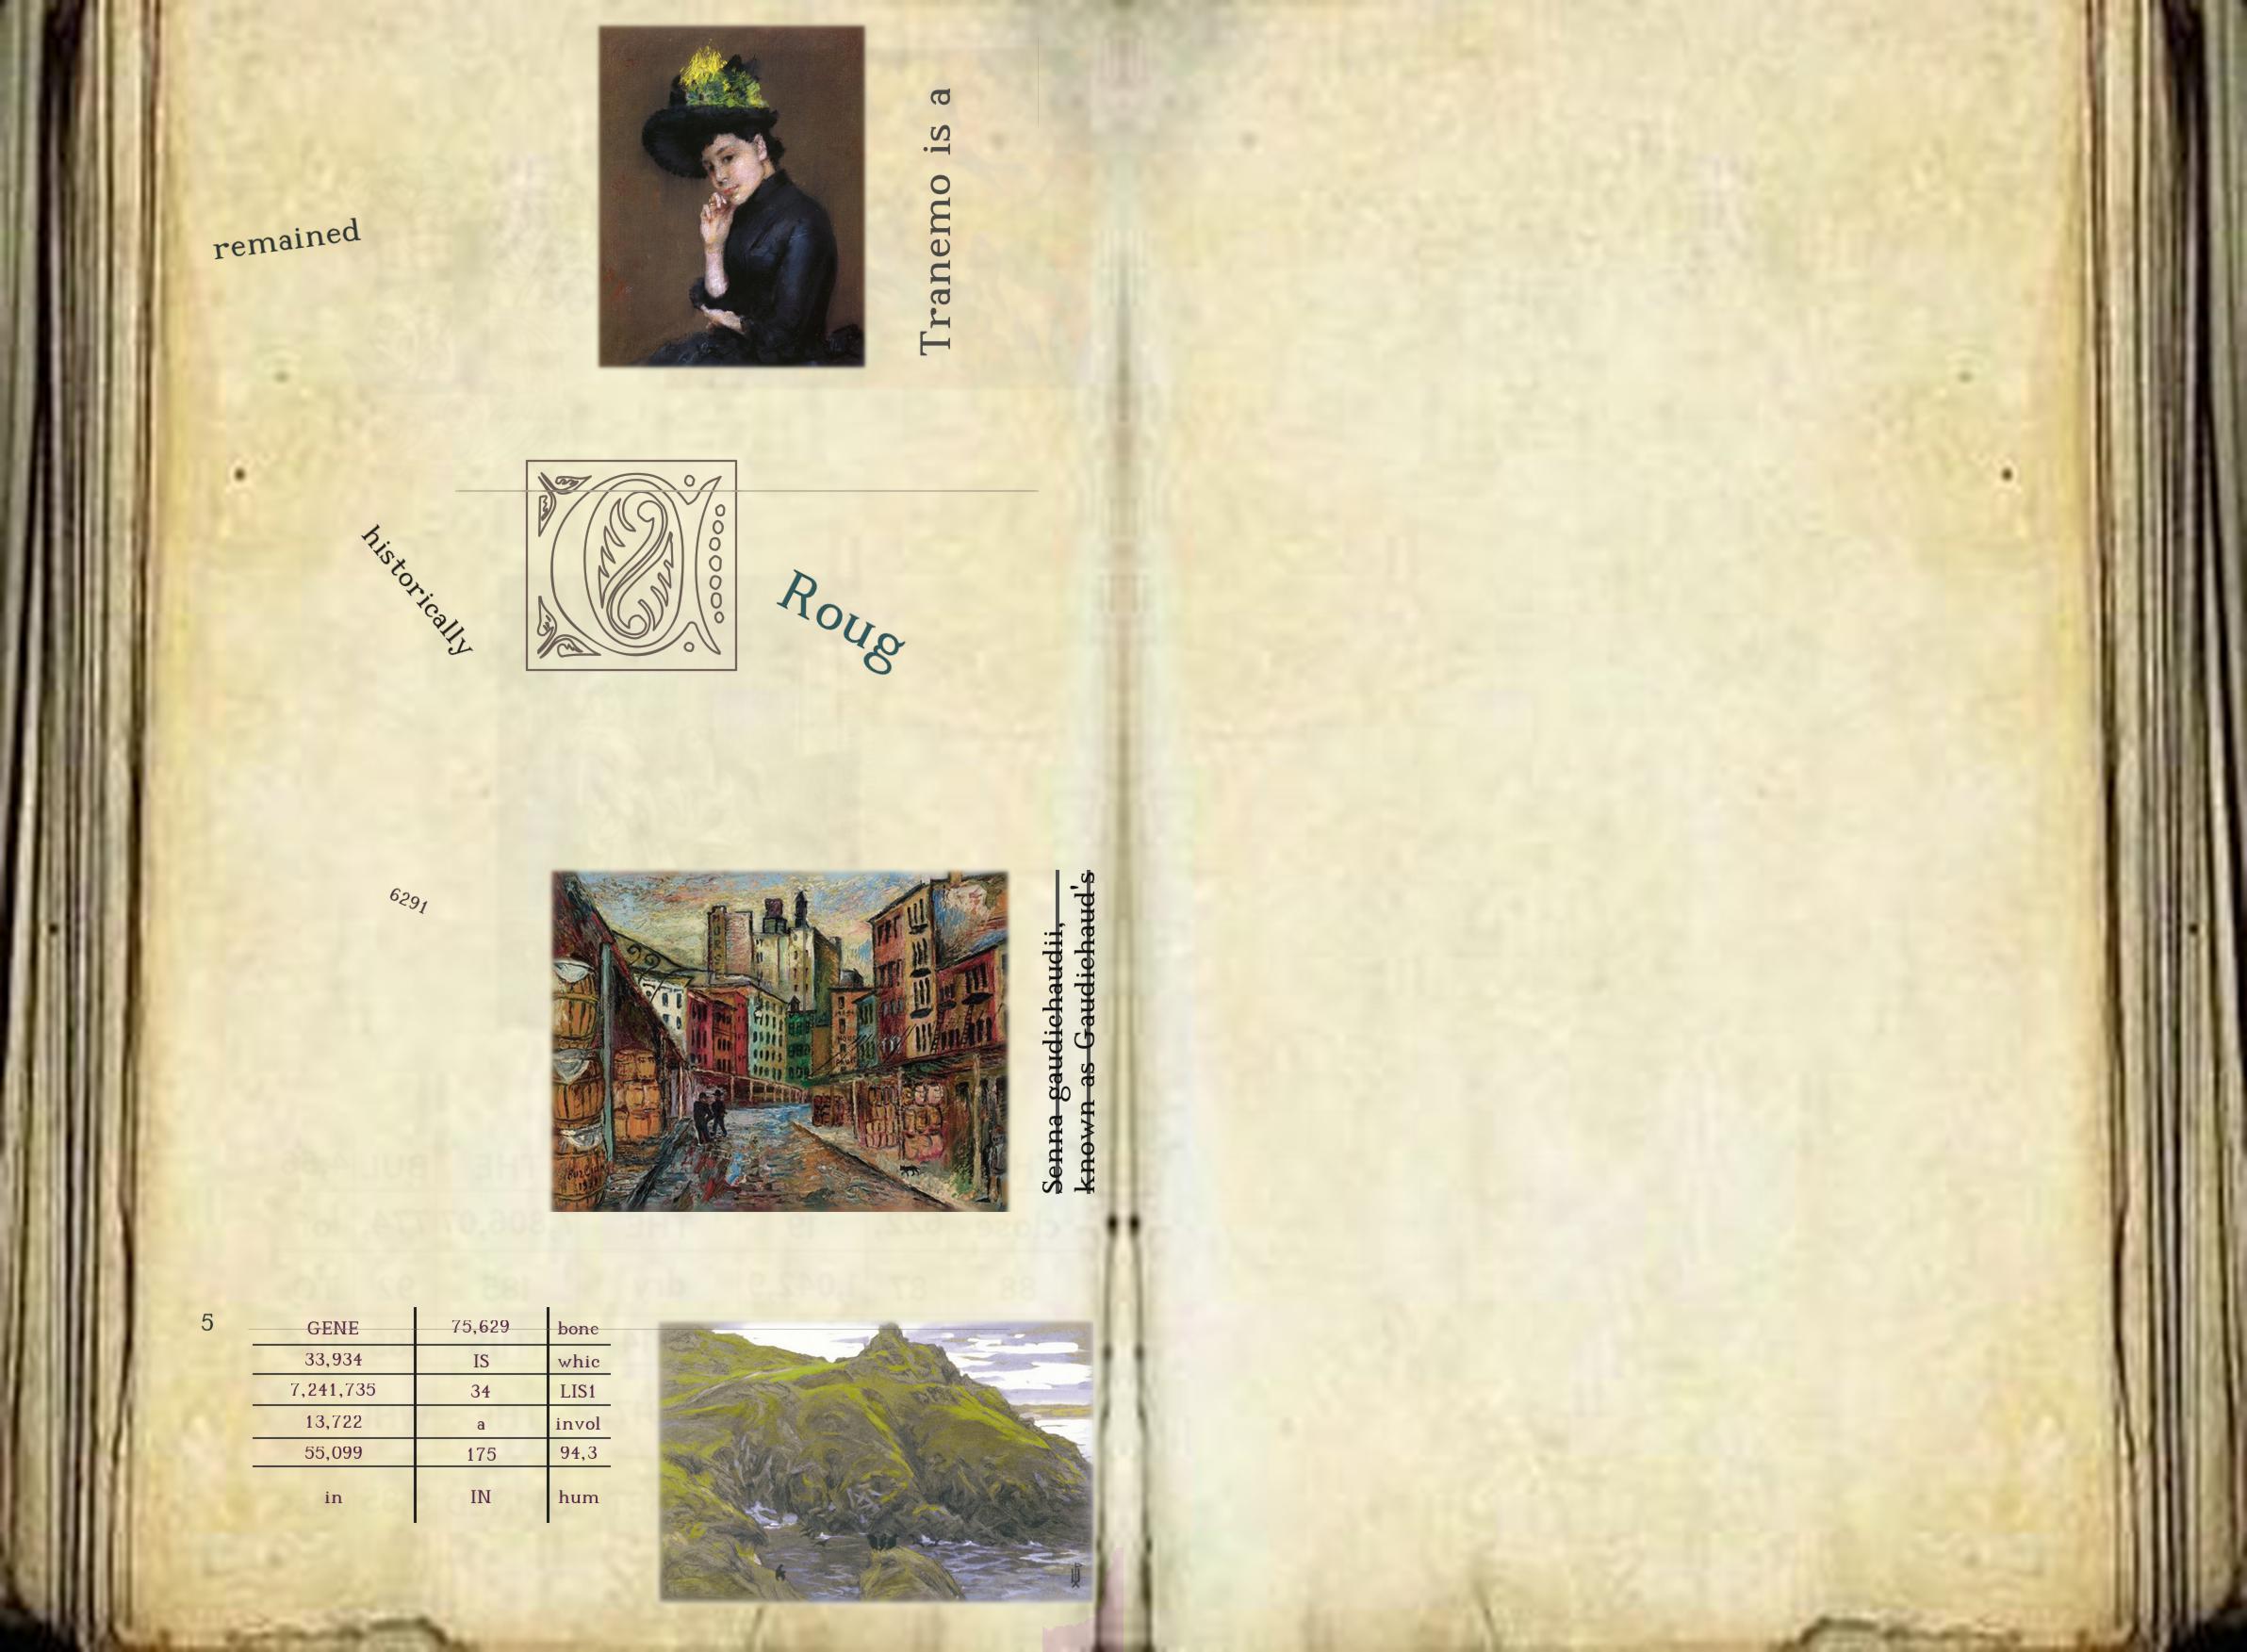 Tranemo is a
remained
historically
Roug
6291
Senna gaudichaudii,
known as Gaudichaud's
5
GENE 75,629 bone
33,934 IS whic
7,241,735 34 LIS1
13,722 a invol
55,099 175 94,3
in IN hum